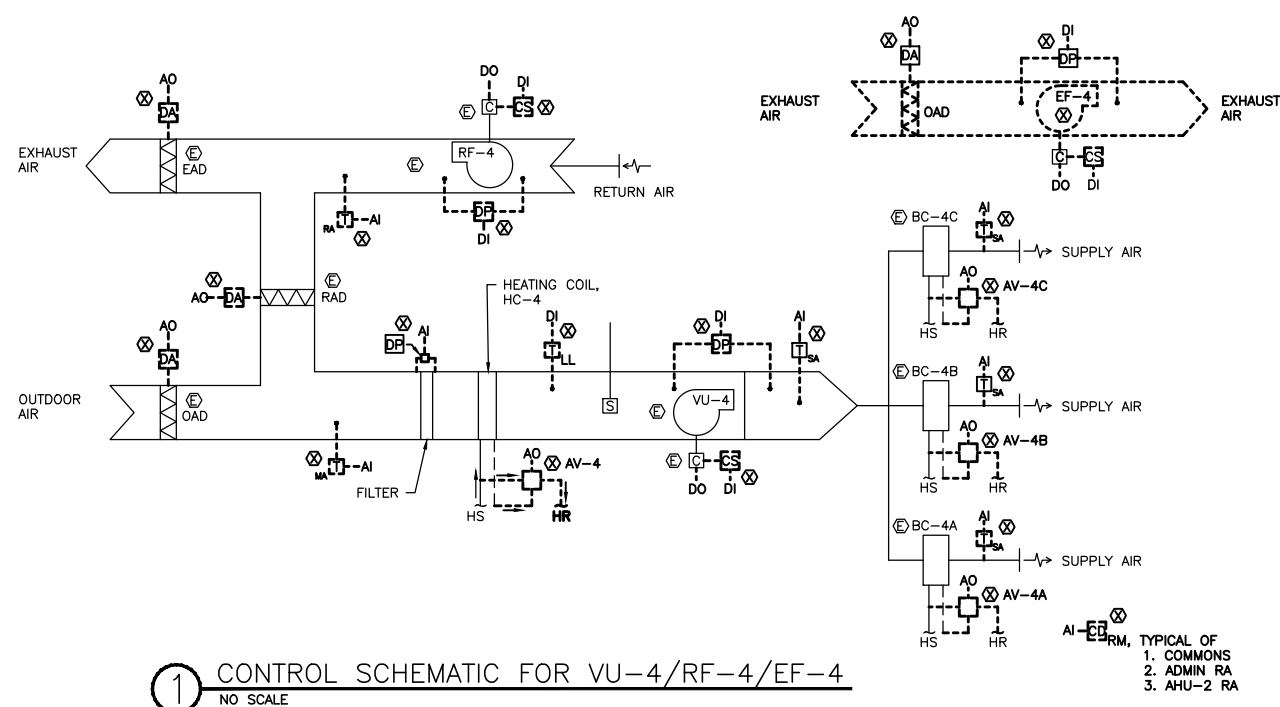 AO
DI
X
DA
X
DP
EXHAUST
AIR
OAD
EF-4
X
EXHAUST
AIR
C
CS
DO
DI
AO
X
DA
DO
DI
E
C
CS
X
EXHAUST
AIR
E
EAD
E
RF-4
RETURN AIR
RA
T
AI
X
DP
X
DI
X
AO
DA
E
RAD
HEATING COIL,
HC-4
AO
X
DA
X
AI
DP
DI
X
T
LL
X
DP
AI
X
T
SA
OUTDOOR
AIR
E
OAD
S
E
VU-4
X
MA
T
AI
FILTER
AO
X
AV-4
HS
HR
E
C
CS
X
DO
DI
E
BC-4C
AI
X
T
SA
SUPPLY AIR
AO
X
AV-4C
HS
HR
E
BC-4B
AI
X
T
SA
SUPPLY AIR
AO
X
AV-4B
HS
HR
E
BC-4A
AI
X
T
SA
SUPPLY AIR
AO
X
AV-4A
HS
HR
X
AI
CD
RM, TYPICAL OF
1. COMMONS
2. ADMIN RA
3. AHU-2 RA
1
CONTROL SCHEMATIC FOR VU-4/RF-4/EF-4
NO SCALE